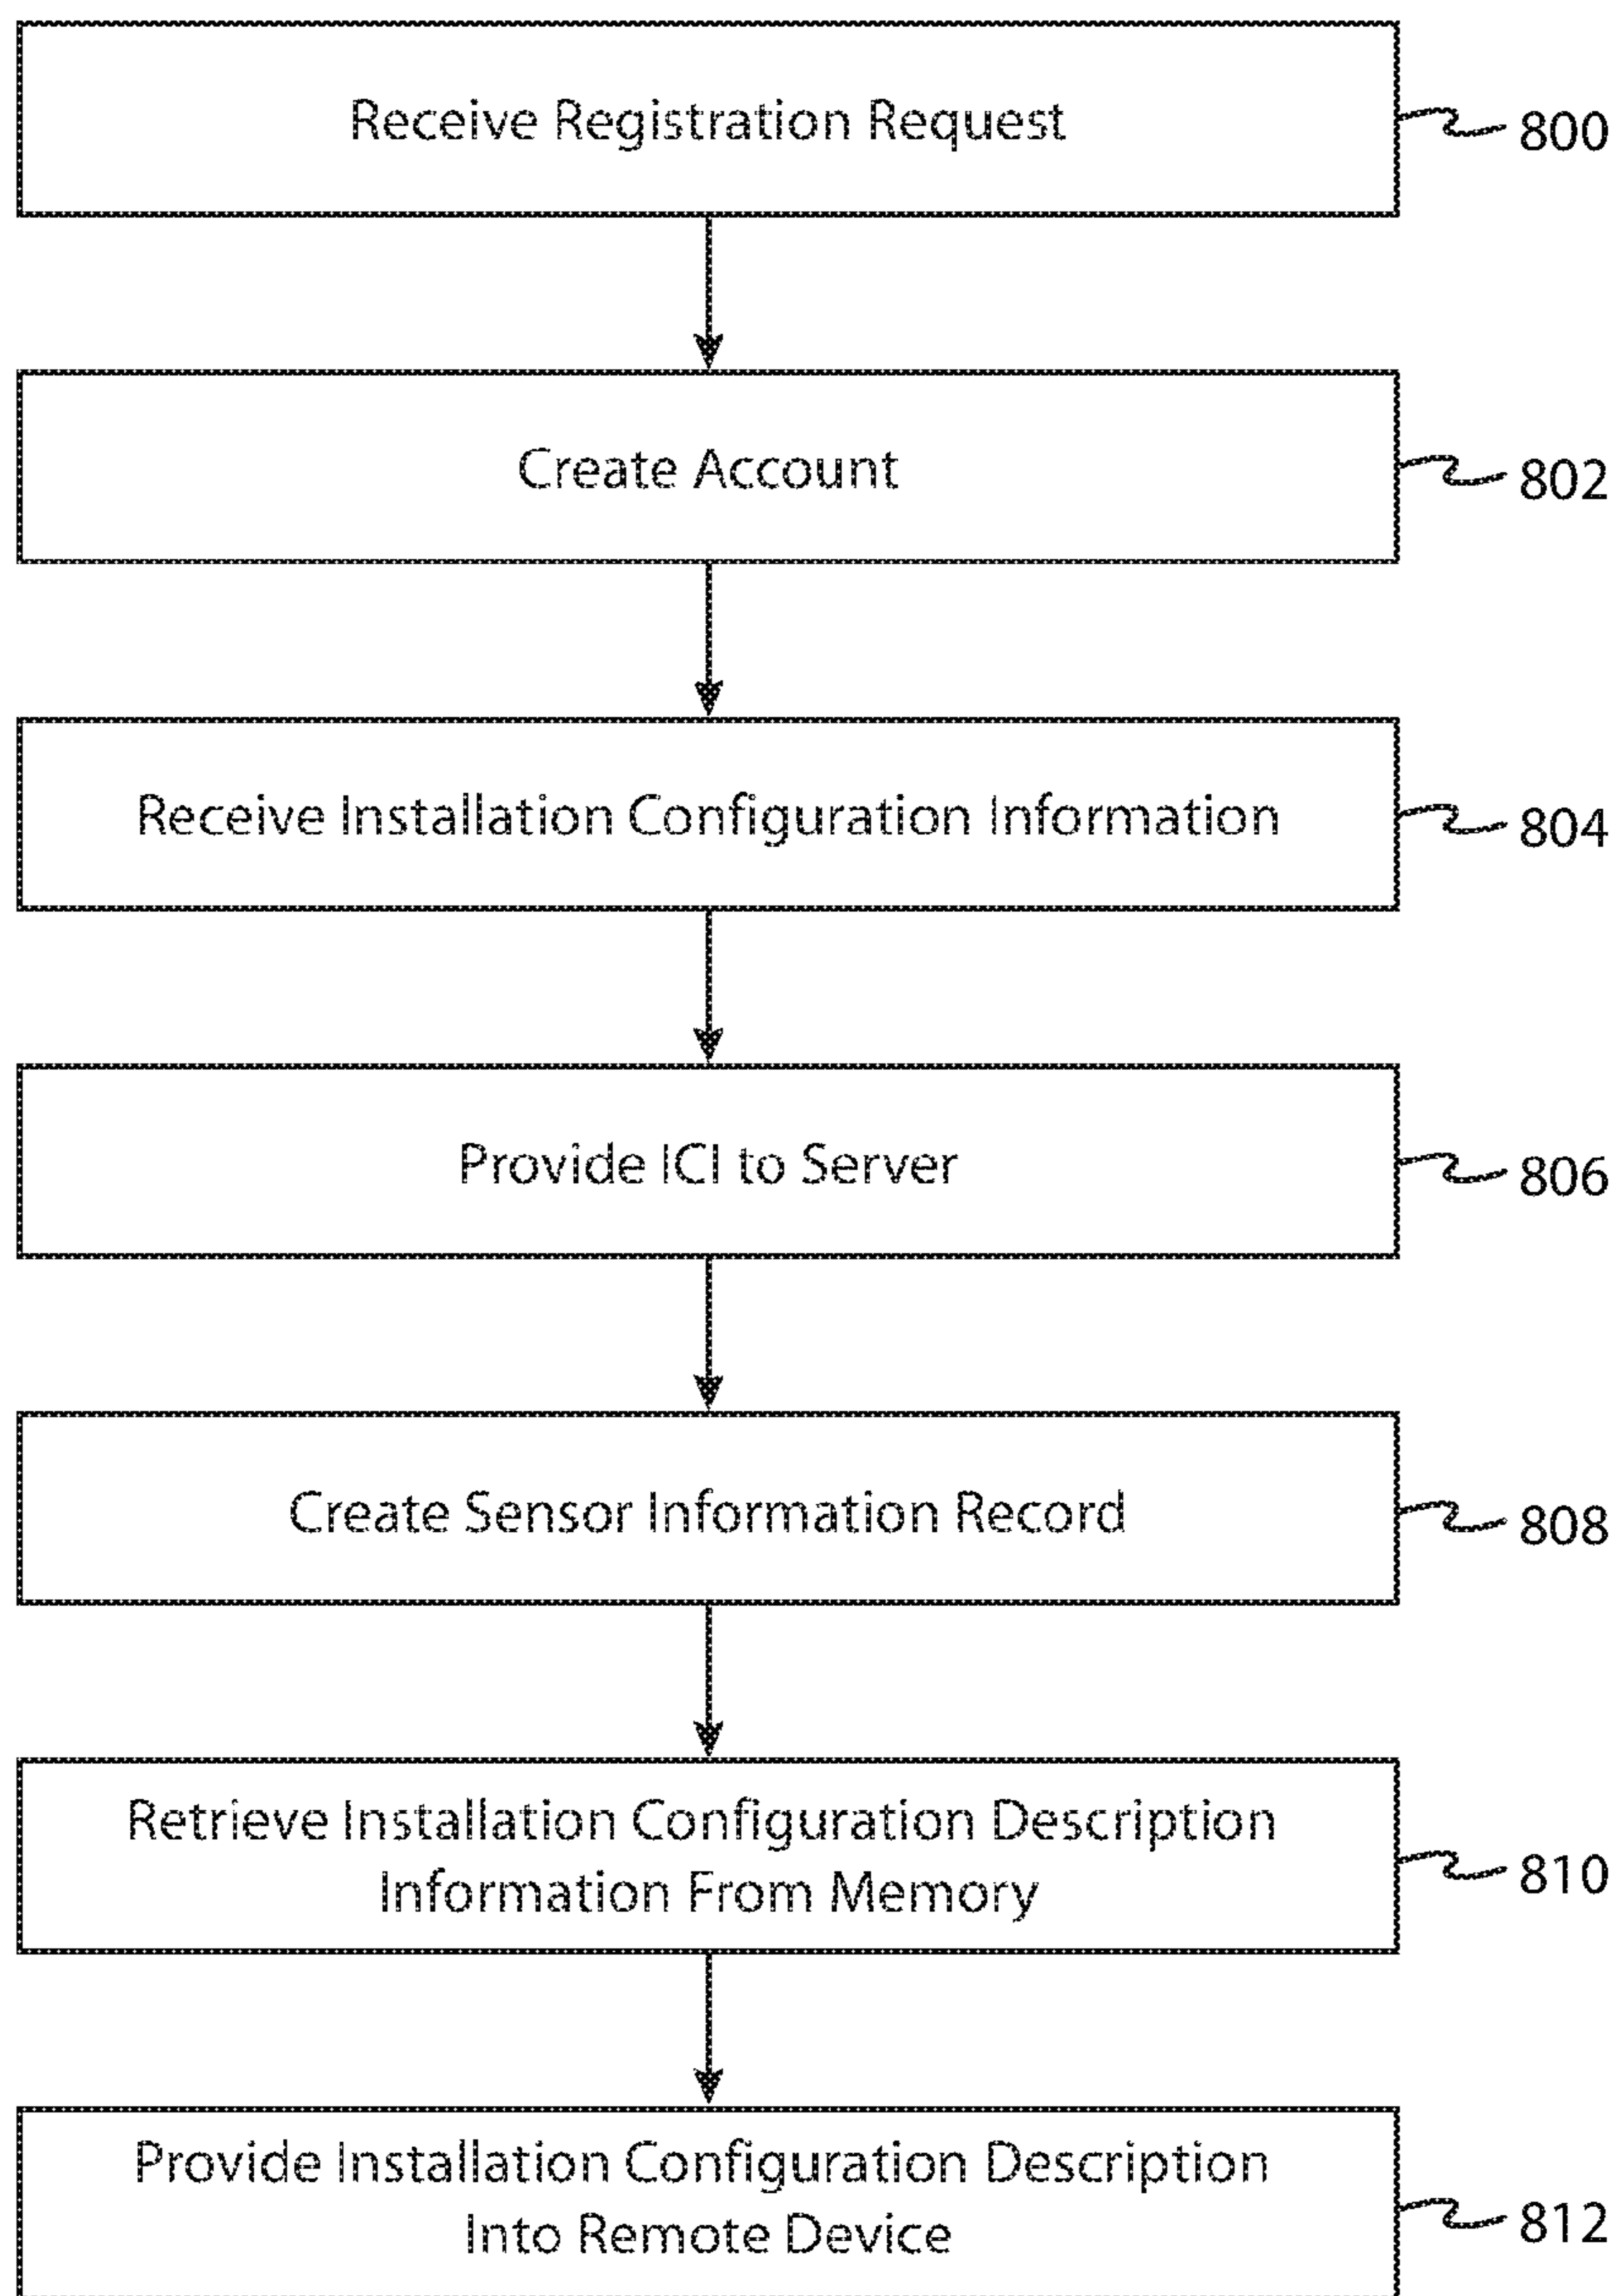 Receive Registration Request
800
Create Account
802
Receive Installation Configuration Information
804
Provide ICI to Server
806
Create Sensor Information Record
808
Retrieve Installation Configuration Description
Information From Memory
810
Provide Installation Configuration Description
Into Remote Device
812